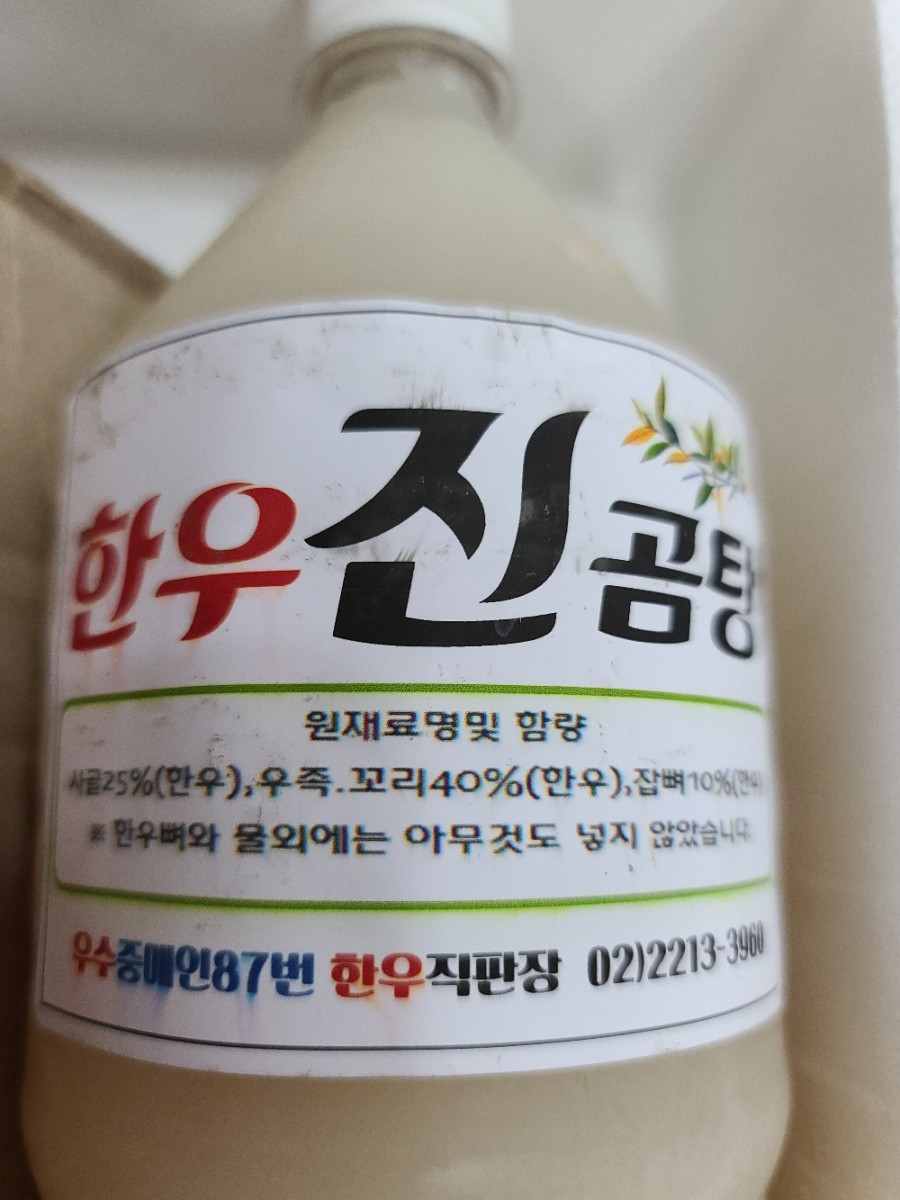 한우진곰탕
원재료명및 함량
사골25%(한우),우족.꼬리40%(한우),잡뼈10%(한우)
※ 한우뼈와 물외에는 아무것도 넣지 않았습니다.
우수중매인87번 한우직판장 02)2213-3960